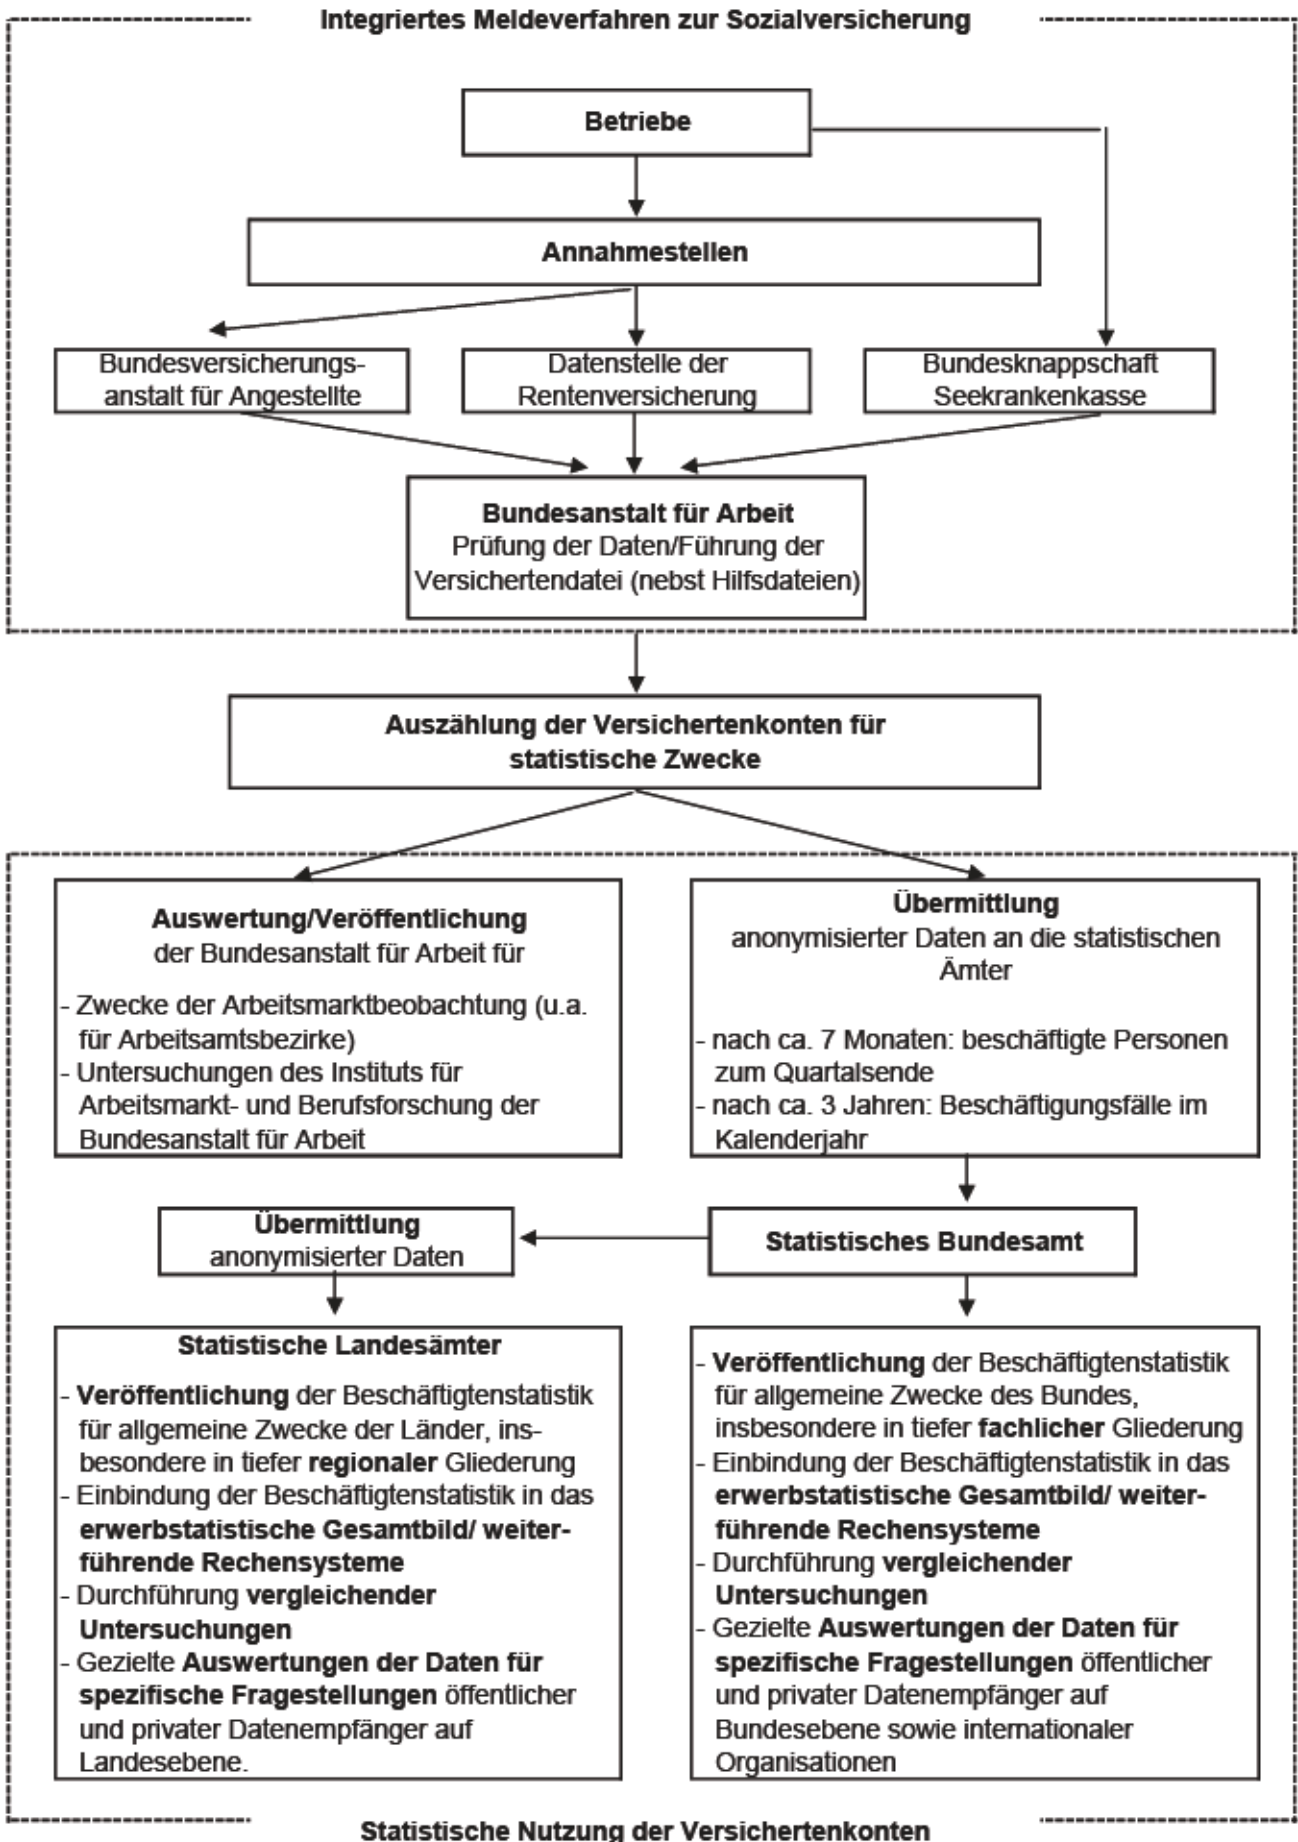 Integriertes Meldeverfahren zur Sozialversicherung
Betriebe
Annahmestellen
Bundesversicherungs-
anstalt für Angestellte
Datenstelle der
Rentenversicherung
Bundesknappschaft
Seekrankenkasse
Bundesanstalt für Arbeit
Prüfung der Daten/Führung der
Versichertendatei (nebst Hilfsdateien)
Auszählung der Versichertenkonten für
statistische Zwecke
Auswertung/Veröffentlichung
der Bundesanstalt für Arbeit für
- Zwecke der Arbeitsmarktbeobachtung (u.a.
für Arbeitsamtsbezirke)
- Untersuchungen des Instituts für
Arbeitsmarkt- und Berufsforschung der
Bundesanstalt für Arbeit
Übermittlung
anonymisierter Daten an die statistischen
Ämter
- nach ca. 7 Monaten: beschäftigte Personen
zum Quartalsende
- nach ca. 3 Jahren: Beschäftigungsfälle im
Kalenderjahr
Übermittlung
anonymisierter Daten
Statistisches Bundesamt
Statistische Landesämter
- Veröffentlichung der Beschäftigtenstatistik
für allgemeine Zwecke der Länder, ins-
besondere in tiefer regionaler Gliederung
- Einbindung der Beschäftigtenstatistik in das
erwerbstatistische Gesamtbild/ weiter-
führende Rechensysteme
- Durchführung vergleichender
Untersuchungen
- Gezielte Auswertungen der Daten für
spezifische Fragestellungen öffentlicher
und privater Datenempfänger auf
Landesebene.
- Veröffentlichung der Beschäftigtenstatistik
für allgemeine Zwecke des Bundes,
insbesondere in tiefer fachlicher Gliederung
- Einbindung der Beschäftigtenstatistik in das
erwerbstatistische Gesamtbild/ weiter-
führende Rechensysteme
- Durchführung vergleichender
Untersuchungen
- Gezielte Auswertungen der Daten für
spezifische Fragestellungen öffentlicher
und privater Datenempfänger auf
Bundesebene sowie internationaler
Organisationen
Statistische Nutzung der Versichertenkonten